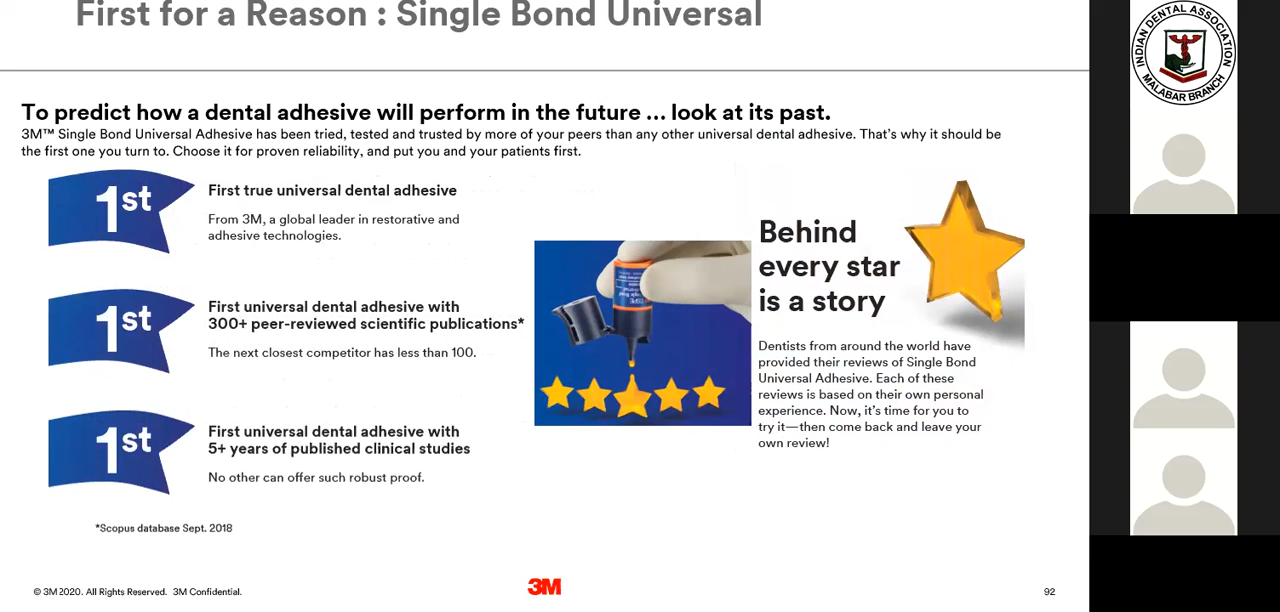 First for a Reason : Single Bond Universal
To predict how a dental adhesive will perform in the future ... look at its past.
3M™ Single Bond Universal Adhesive has been tried, tested and trusted by more of your peers than any other universal dental adhesive. That's why it should be
the first one you turn to. Choose it for proven reliability, and put you and your patients first.
1st
First true universal dental adhesive
From 3M, a global leader in restorative and
adhesive technologies.
1st
First universal dental adhesive with
300+ peer-reviewed scientific publications*
The next closest competitor has less than 100.
1st
First universal dental adhesive with
5+ years of published clinical studies
No other can offer such robust proof.
*Scopus database Sept. 2018
Behind
every star
is a story
Dentists from around the world have
provided their reviews of Single Bond
Universal Adhesive. Each of these
reviews is based on their own personal
experience. Now, it's time for you to
try it—then come back and leave your
own review!
© 3M 2020. All Rights Reserved. 3M Confidential.
3M
92
INDIAN DENTAL ASSOCIATION
MALABAR BRANCH